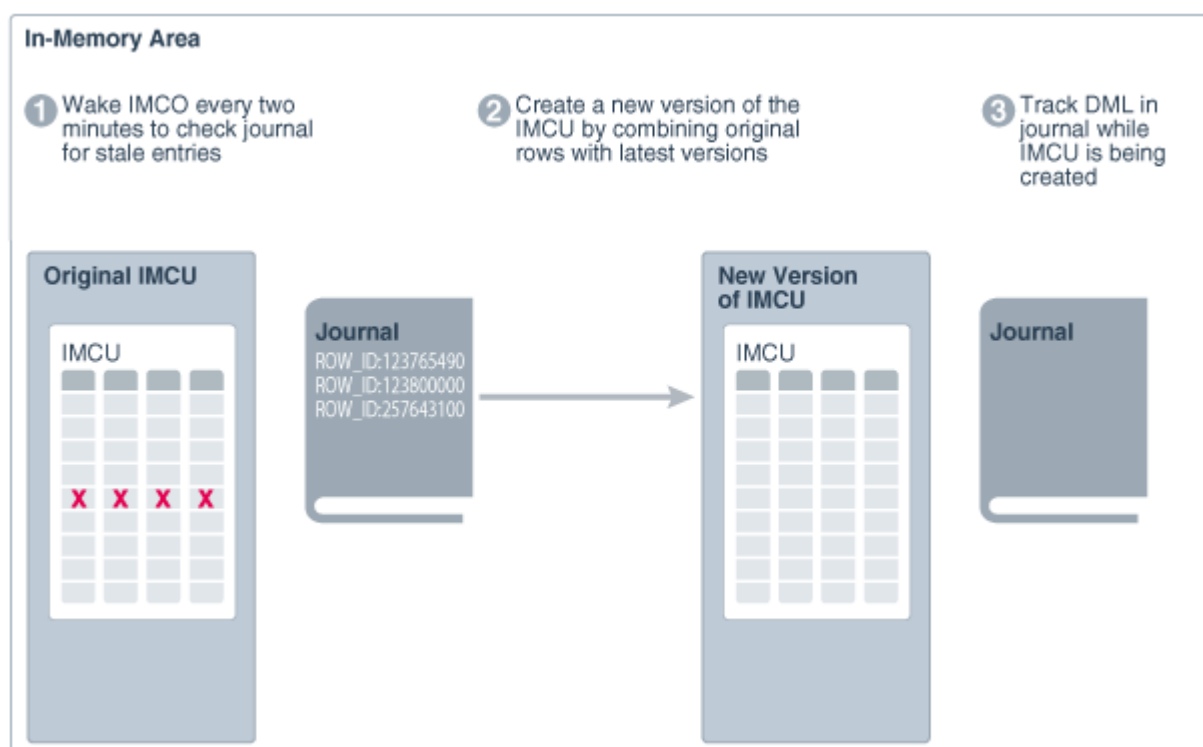 In-Memory Area
1 Wake IMCO every two
minutes to check journal
for stale entries
2 Create a new version of the
IMCU by combining original
rows with latest versions
3 Track DML in
journal while
IMCU is being
created
Original IMCU
IMCU
X X X X
Journal
ROW_ID:123765490
ROW_ID:123800000
ROW_ID:257643100
New Version
of IMCU
IMCU
Journal